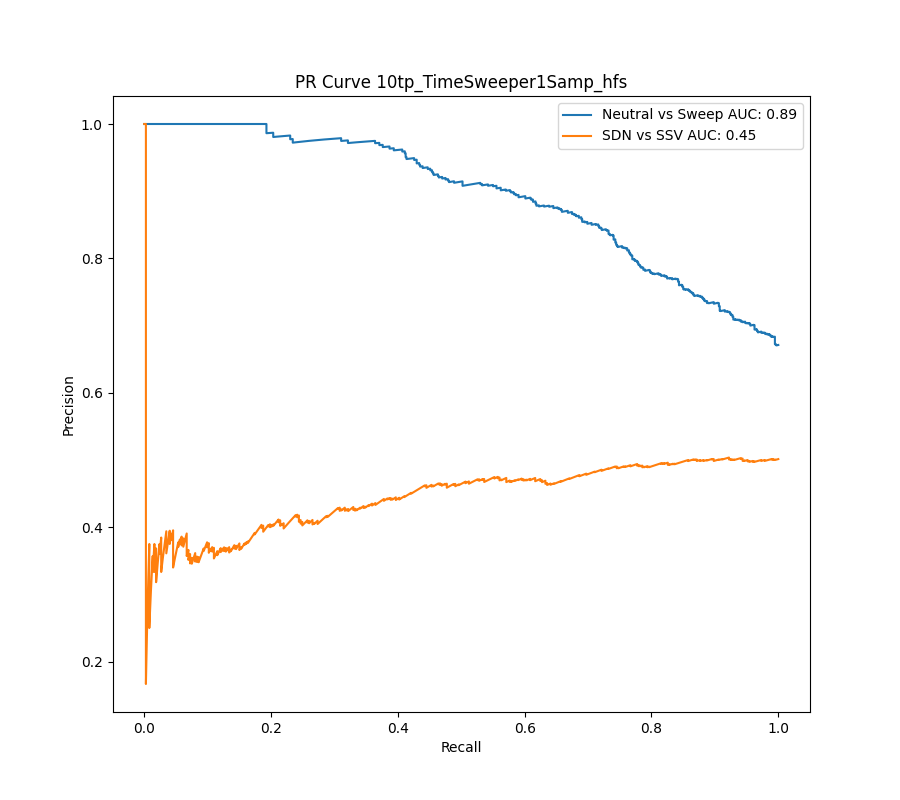 PR Curve 10tp_TimeSweeper1Samp_hfs
Neutral vs Sweep AUC: 0.89
SDN vs SSV AUC: 0.45
1.0
0.8
0.6
0.4
0.2
Precision
0.0 0.2 0.4 0.6 0.8 1.0
Recall